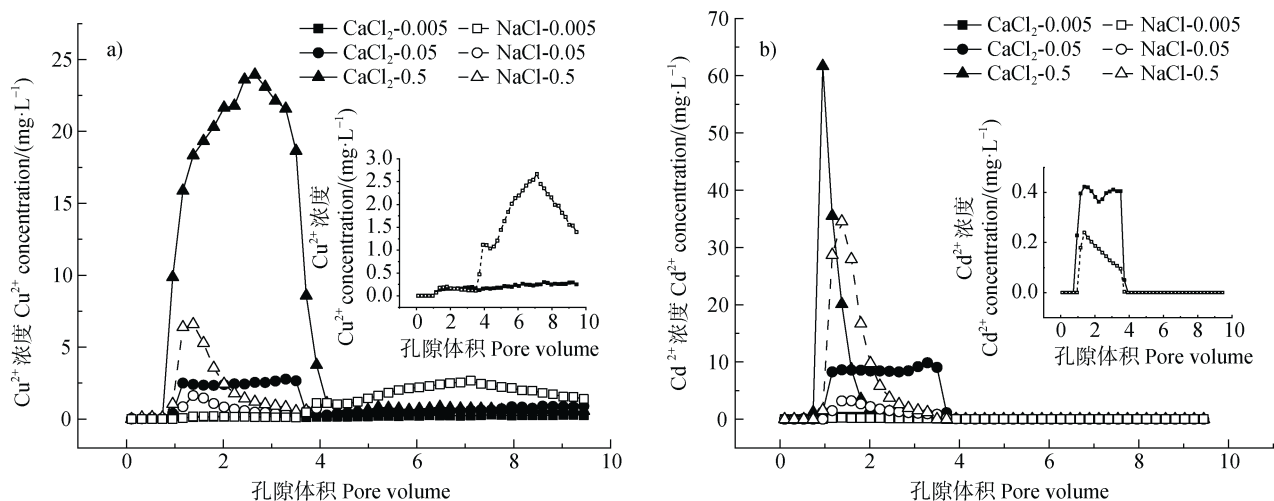 a)
CaCl₂-0.005
NaCl-0.005
CaCl₂-0.05
NaCl-0.05
CaCl₂-0.5
NaCl-0.5
Cu²⁺浓度 Cu²⁺ concentration/(mg·L⁻¹)
25
20
15
10
5
0
0 2 4 6 8 10
孔隙体积 Pore volume
Cu²⁺浓度
Cu²⁺ concentration/(mg·L⁻¹)
3.0
2.5
2.0
1.5
1.0
0.5
0.0
0 2 4 6 8 10
孔隙体积 Pore volume
b)
CaCl₂-0.005
NaCl-0.005
CaCl₂-0.05
NaCl-0.05
CaCl₂-0.5
NaCl-0.5
Cd²⁺浓度 Cd²⁺ concentration/(mg·L⁻¹)
70
60
50
40
30
20
10
0
0 2 4 6 8 10
孔隙体积 Pore volume
Cd²⁺浓度
Cd²⁺ concentration/(mg·L⁻¹)
0.4
0.2
0.0
0 2 4 6 8 10
孔隙体积 Pore volume